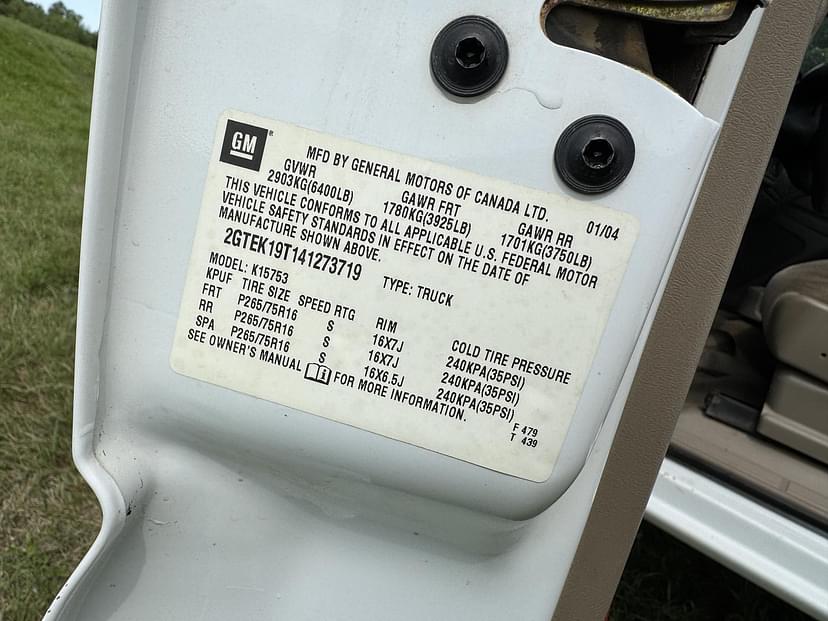 GM ®
MFD BY GENERAL MOTORS OF CANADA LTD. 01/04
GVWR GAWR FRT GAWR RR
2903KG(6400LB) 1780KG(3925LB) 1701KG(3750LB)
THIS VEHICLE CONFORMS TO ALL APPLICABLE U.S. FEDERAL MOTOR
VEHICLE SAFETY STANDARDS IN EFFECT ON THE DATE OF
MANUFACTURE SHOWN ABOVE.
2GTEK19T141273719 TYPE: TRUCK
MODEL: K15753
KPUF TIRE SIZE SPEED RTG RIM COLD TIRE PRESSURE
FRT P265/75R16 S 16X7J 240KPA(35PSI)
RR P265/75R16 S 16X7J 240KPA(35PSI)
SPA P265/75R16 S 16X6.5J 240KPA(35PSI)
SEE OWNER'S MANUAL FOR MORE INFORMATION.
F 479
T 439